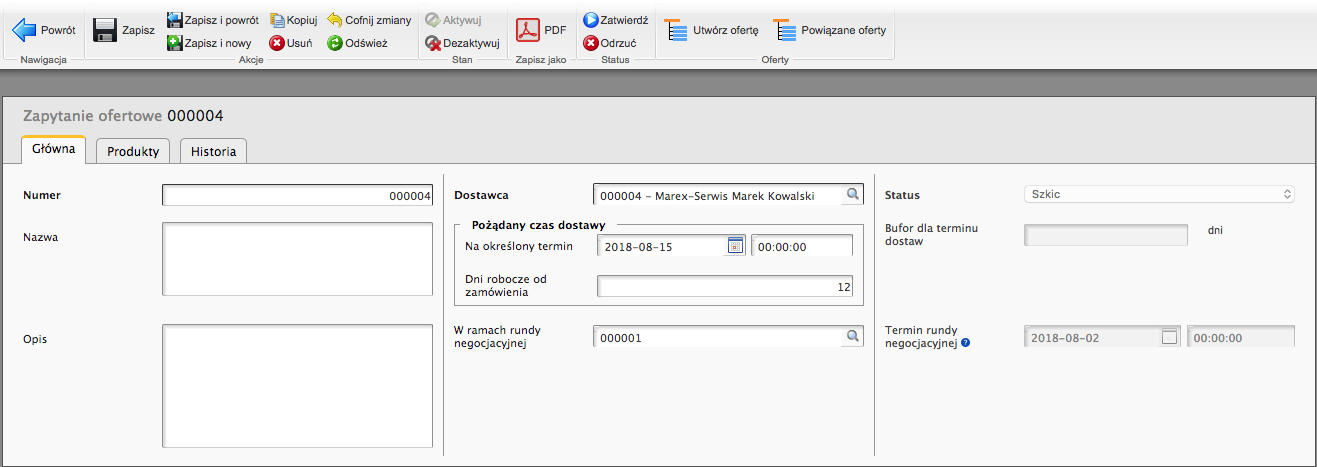 Powrót
Nawigacja
Zapisz
Zapisz i powrót
Kopiuj
Cofnij zmiany
Zapisz i nowy
Usuń
Odśwież
Akcje
Aktywuj
Dezaktywuj
Stan
PDF
Zapisz jako
Zatwierdź
Odrzuć
Status
Utwórz ofertę
Powiązane oferty
Oferty
Zapytanie ofertowe 000004
Główna
Produkty
Historia
Numer
000004
Nazwa
Opis
Dostawca
000004 - Marex-Serwis Marek Kowalski
Pożądany czas dostawy
Na określony termin
2018-08-15
00:00:00
Dni robocze od
zamówienia
12
W ramach rundy
negocjacyjnej
000001
Status
Szkic
Bufor dla terminu
dostaw
dni
Termin rundy
negocjacyjnej
?
2018-08-02
00:00:00